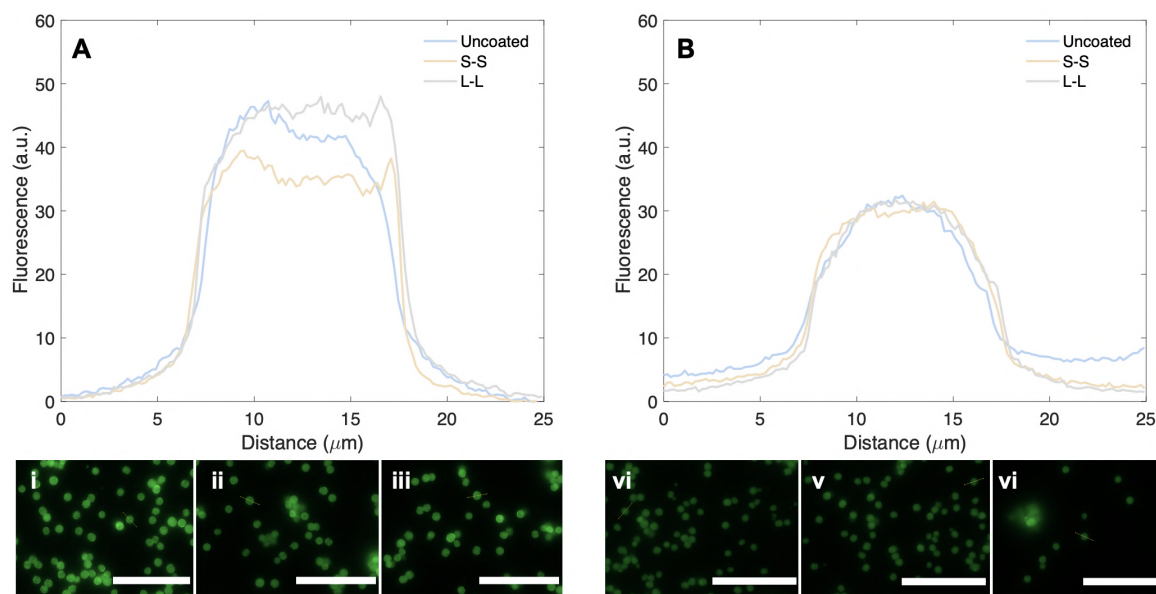 A
Uncoated
S-S
L-L
Fluorescence (a.u.)
60
50
40
30
20
10
0
0 5 10 15 20 25
Distance (μm)
B
Uncoated
S-S
L-L
Fluorescence (a.u.)
60
50
40
30
20
10
0
0 5 10 15 20 25
Distance (μm)
i ii iii
vi v vi